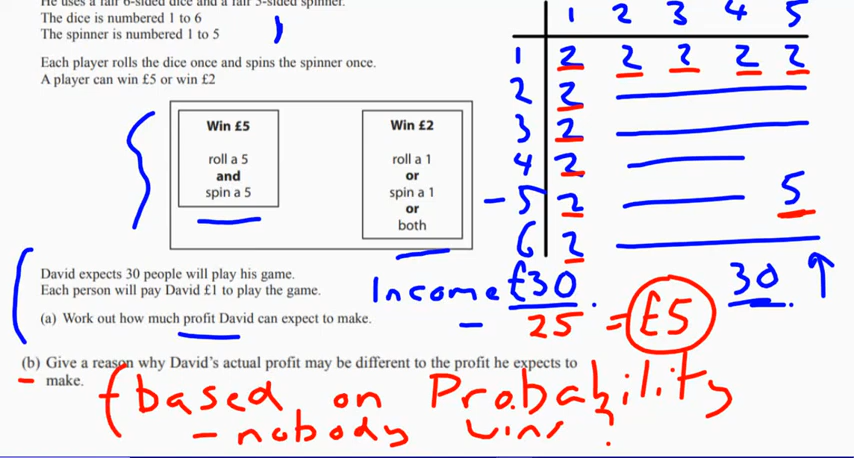 He uses a fair 6-sided dice and a fair 5-sided spinner.
The dice is numbered 1 to 6
The spinner is numbered 1 to 5
Each player rolls the dice once and spins the spinner once.
A player can win £5 or win £2
Win £5
roll a 5
and
spin a 5
Win £2
roll a 1
or
spin a 1
or
both
1 2 3 4 5
1 2 2 2 2 2
2 2
3 2
4 2
5 2 5
6 2
David expects 30 people will play his game.
Each person will pay David £1 to play the game.
(a) Work out how much profit David can expect to make.
Income £30 30
- 25 = £5
(b) Give a reason why David's actual profit may be different to the profit he expects to
make.
based on Probability
- nobody wins ?